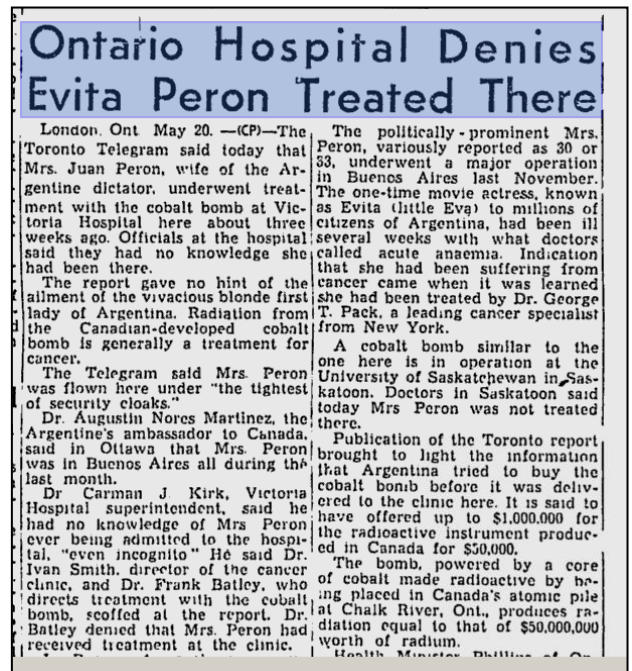 Ontario Hospital Denies
Evita Peron Treated There
London, Ont May 20. —(CP)—The
Toronto Telegram said today that
Mrs. Juan Peron, wife of the Ar-
gentine dictator, underwent treat-
ment with the cobalt bomb at Vic-
toria Hospital here about three
weeks ago. Officials at the hospital
said they had no knowledge she
had been there.
The report gave no hint of the
ailment of the vivacious blonde first
lady of Argentina. Radiation from
the Canadian-developed cobalt
bomb is generally a treatment for
cancer.
The Telegram said Mrs. Peron
was flown here under "the tightest
of security cloaks."
Dr. Augustin Nores Martinez, the
Argentine's ambassador to Canada,
said in Ottawa that Mrs. Peron
was in Buenos Aires all during the
last month.
Dr Carman J. Kirk, Victoria
Hospital superintendent, said he
had no knowledge of Mrs Peron
ever being admitted to the hospi-
tal, "even incognito" He said Dr.
Ivan Smith, director of the cancer
clinic, and Dr. Frank Batley, who
directs treatment with the cobalt
bomb, scoffed at the report. Dr.
Batley denied that Mrs. Peron had
received treatment at the clinic.
The politically-prominent Mrs.
Peron, variously reported as 30 or
33, underwent a major operation
in Buenos Aires last November.
The one-time movie actress, known
as Evita (little Eva) to millions of
citizens of Argentina, had been ill
several weeks with what doctors
called acute anaemia. Indication
that she had been suffering from
cancer came when it was learned
she had been treated by Dr. George
T. Pack, a leading cancer specialist
from New York.
A cobalt bomb similar to the
one here is in operation at the
University of Saskatchewan in Sas-
katoon. Doctors in Saskatoon said
today Mrs Peron was not treated
there.
Publication of the Toronto report
brought to light the information
that Argentina tried to buy the
cobalt bomb before it was deliv-
ered to the clinic here. It is said to
have offered up to $1,000,000 for
the radioactive instrument produc-
ed in Canada for $50,000.
The bomb, powered by a core
of cobalt made radioactive by be-
ing placed in Canada's atomic pile
at Chalk River, Ont., produces ra-
diation equal to that of $50,000,000
worth of radium.
Health Minister Phillips of On-